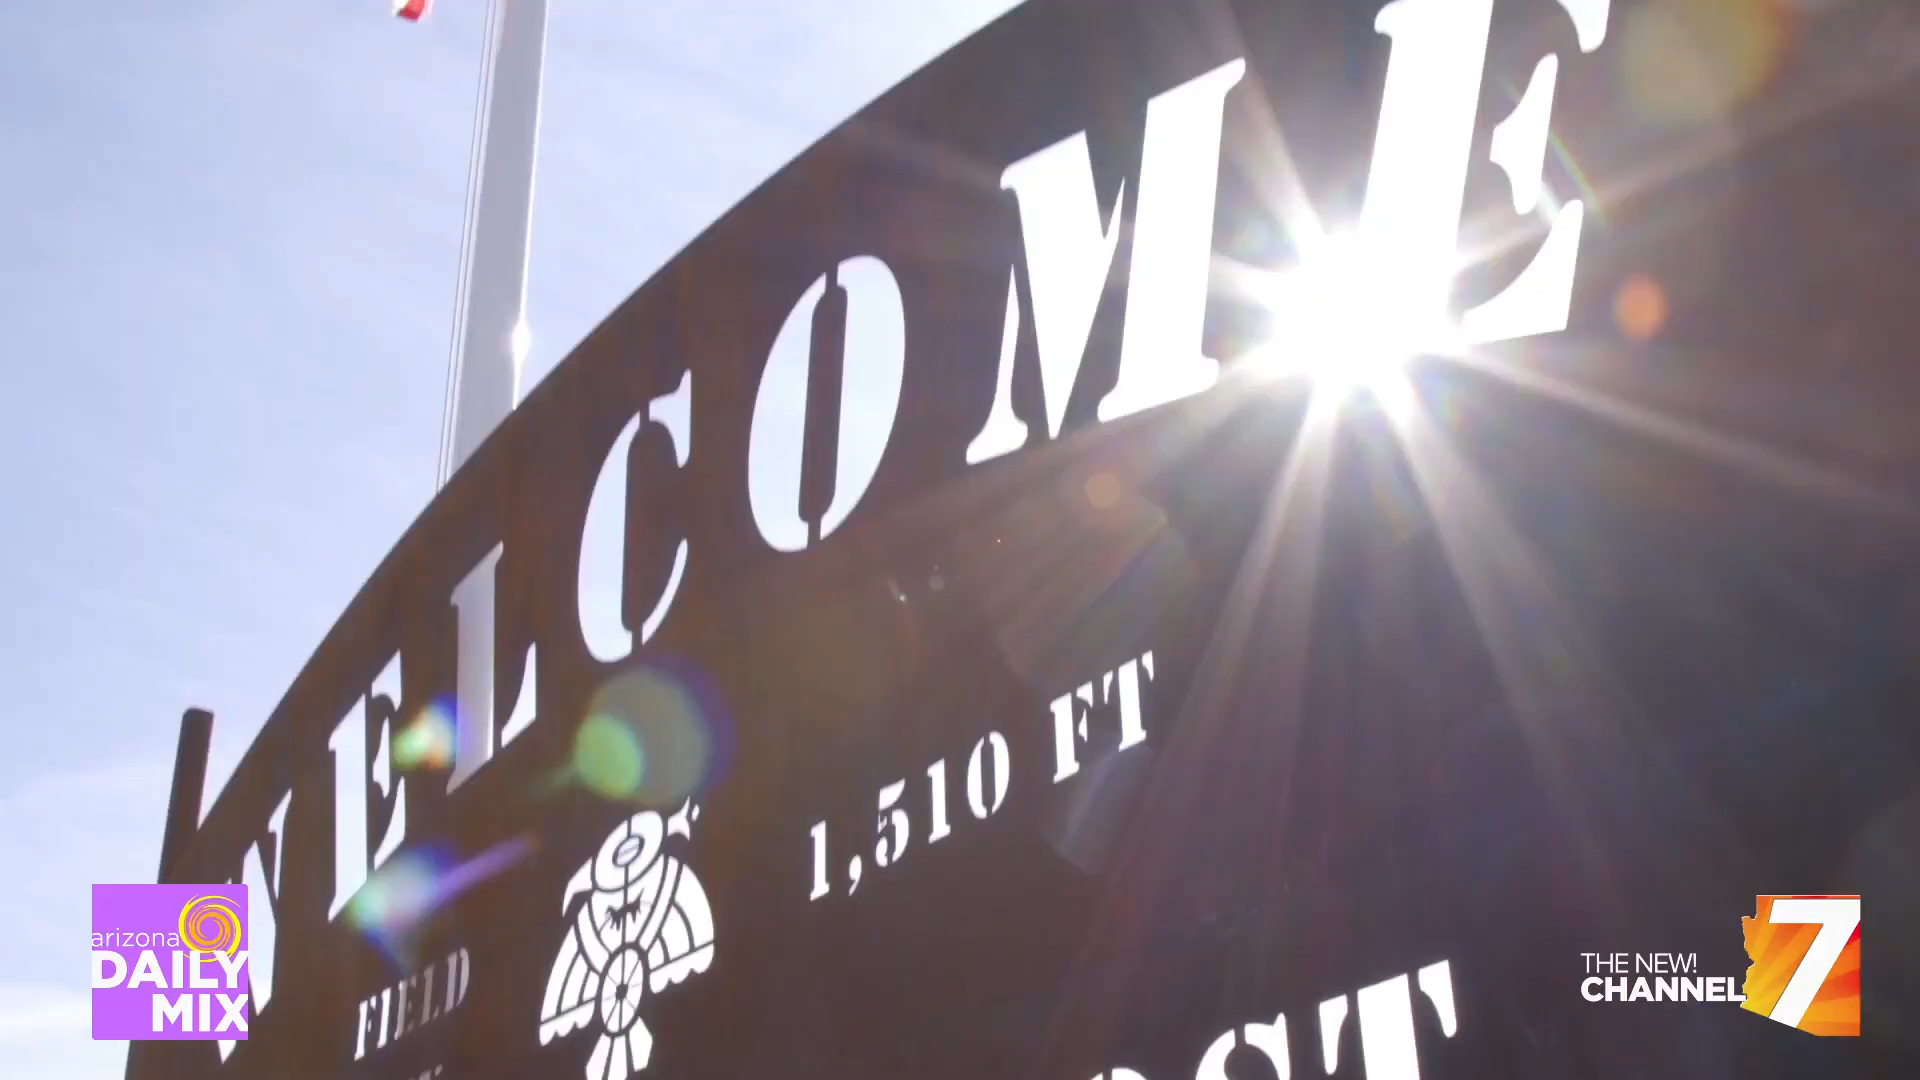 WELCOME
1,510 FT
FIELD
arizona
DAILY
MIX
THE NEW!
CHANNEL 7